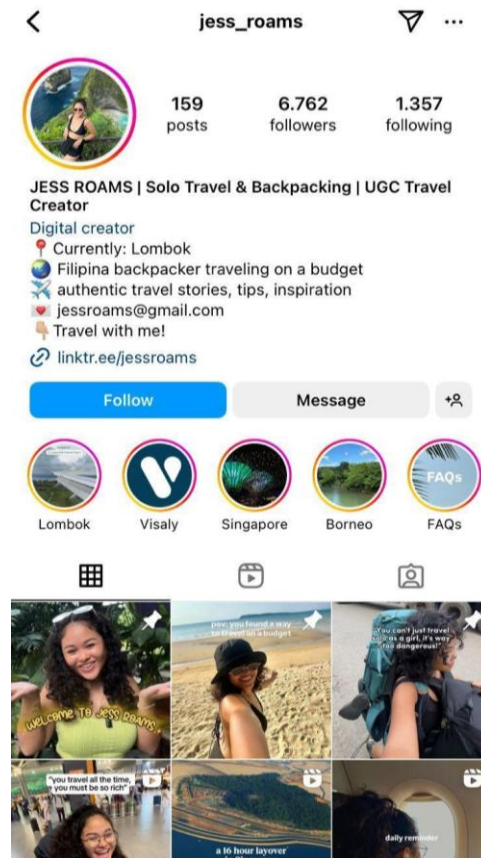 jess_roams
159
posts
6.762
followers
1.357
following
JESS ROAMS | Solo Travel & Backpacking | UGC Travel
Creator
Digital creator
📍 Currently: Lombok
🌏 Filipina backpacker traveling on a budget
✈️ authentic travel stories, tips, inspiration
💌 jessroams@gmail.com
👇🏼 Travel with me!
linktr.ee/jessroams
Follow
Message
FAQs
Lombok
Visaly
Singapore
Borneo
FAQs
WELCOME TO JESS ROAMS
pov: you found a way
to travel on a budget
"You can't just travel
solo as a girl, it's way
too dangerous!"
"you travel all the time,
you must be so rich"
a 16 hour layover
daily reminder